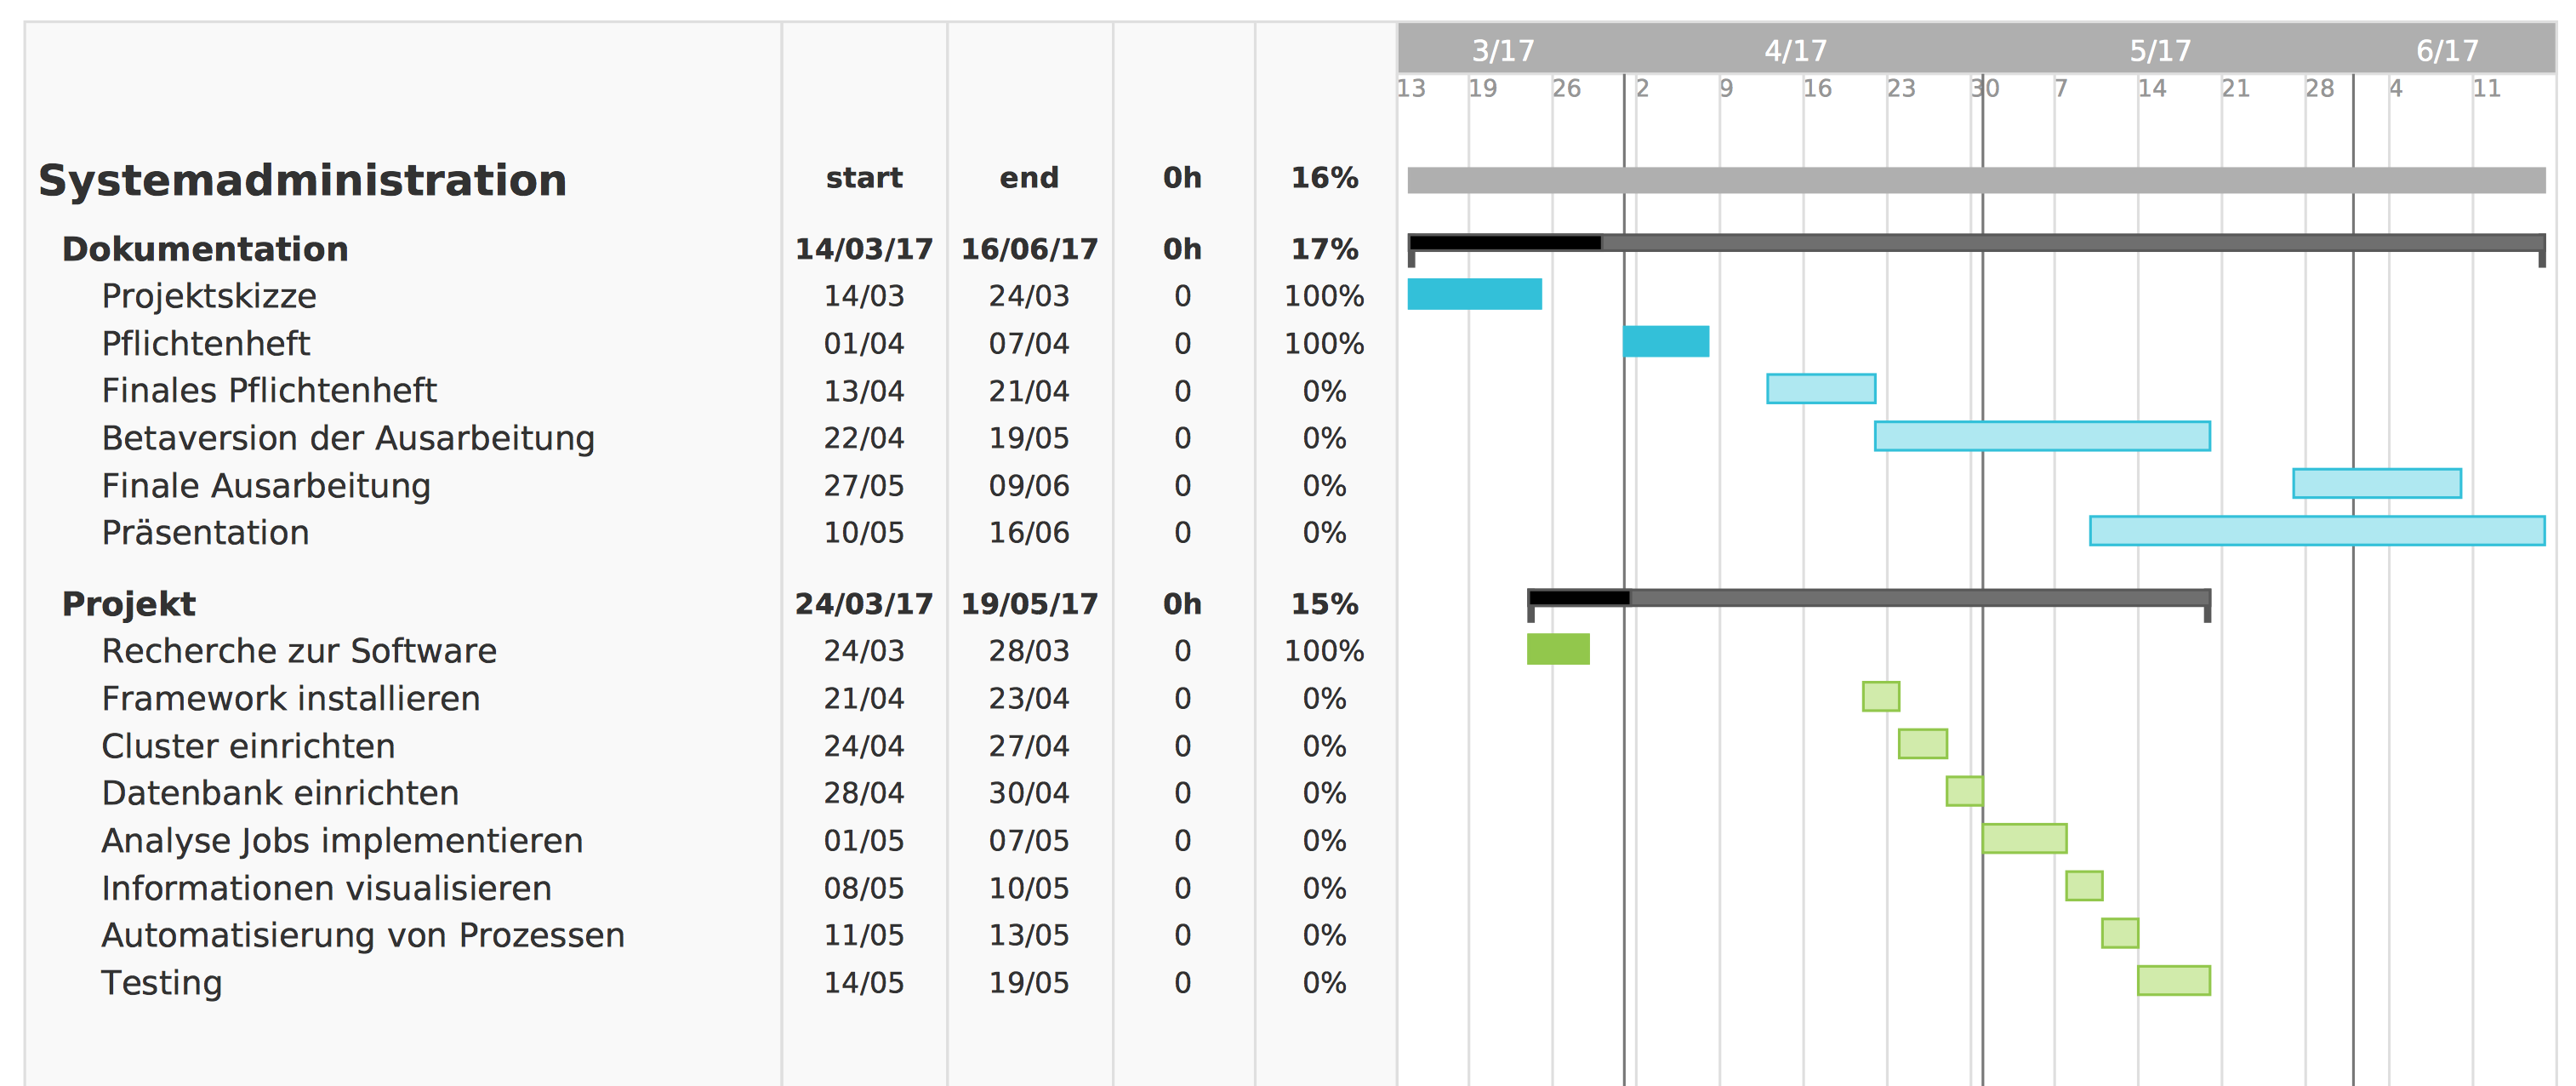 3/17 4/17 5/17 6/17
13 19 26 2 9 16 23 30 7 14 21 28 4 11
Systemadministration start end 0h 16%
Dokumentation 14/03/17 16/06/17 0h 17%
Projektskizze 14/03 24/03 0 100%
Pflichtenheft 01/04 07/04 0 100%
Finales Pflichtenheft 13/04 21/04 0 0%
Betaversion der Ausarbeitung 22/04 19/05 0 0%
Finale Ausarbeitung 27/05 09/06 0 0%
Präsentation 10/05 16/06 0 0%
Projekt 24/03/17 19/05/17 0h 15%
Recherche zur Software 24/03 28/03 0 100%
Framework installieren 21/04 23/04 0 0%
Cluster einrichten 24/04 27/04 0 0%
Datenbank einrichten 28/04 30/04 0 0%
Analyse Jobs implementieren 01/05 07/05 0 0%
Informationen visualisieren 08/05 10/05 0 0%
Automatisierung von Prozessen 11/05 13/05 0 0%
Testing 14/05 19/05 0 0%